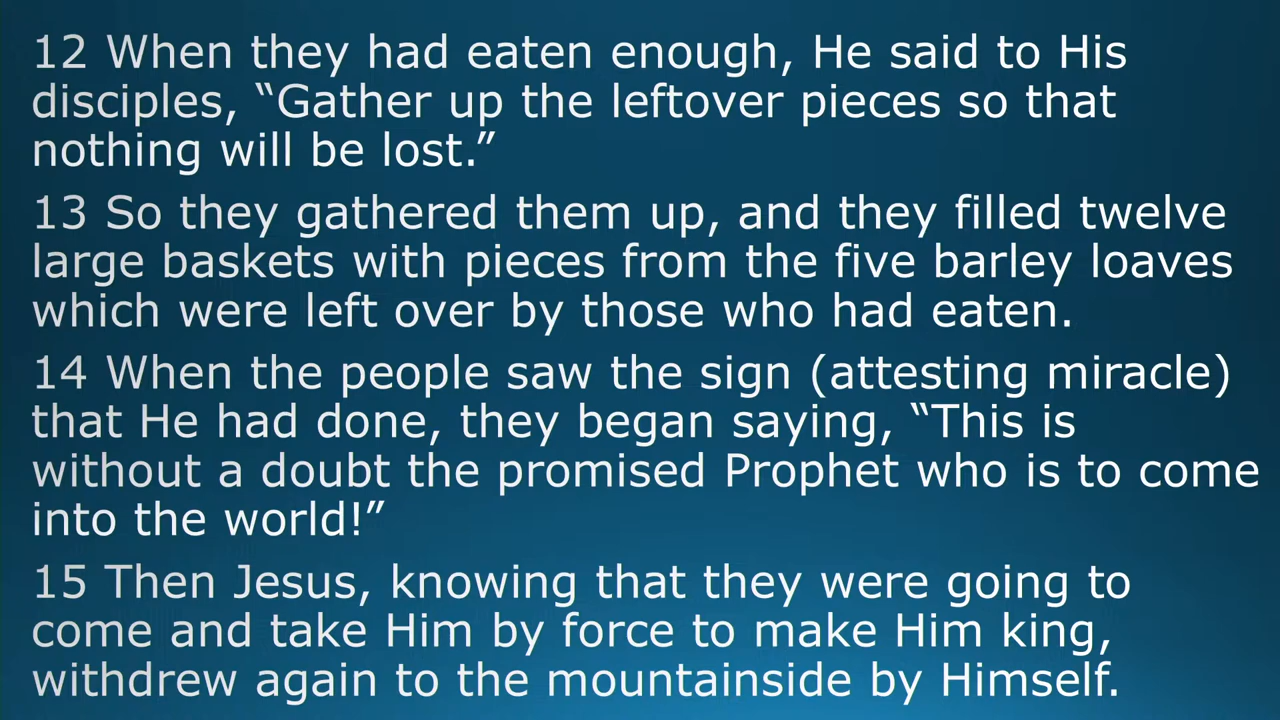 12 When they had eaten enough, He said to His
disciples, “Gather up the leftover pieces so that
nothing will be lost.”
13 So they gathered them up, and they filled twelve
large baskets with pieces from the five barley loaves
which were left over by those who had eaten.
14 When the people saw the sign (attesting miracle)
that He had done, they began saying, “This is
without a doubt the promised Prophet who is to come
into the world!”
15 Then Jesus, knowing that they were going to
come and take Him by force to make Him king,
withdrew again to the mountainside by Himself.